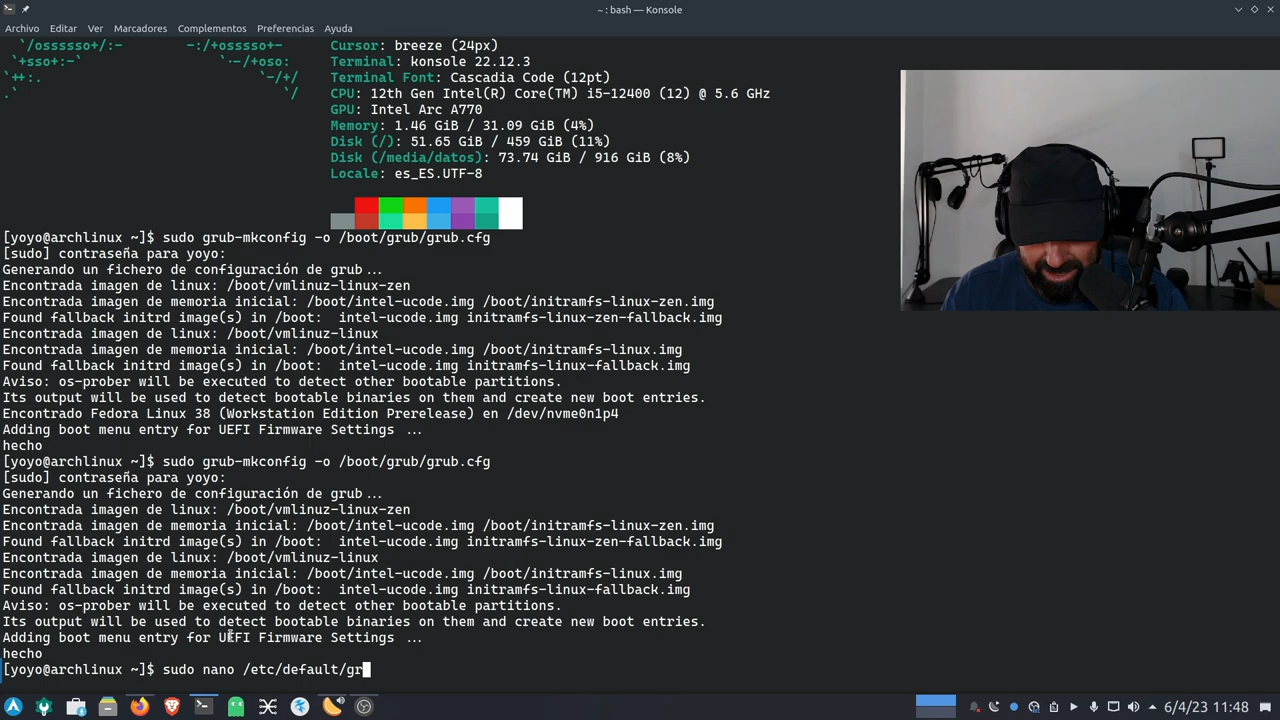 ~ : bash — Konsole
Archivo Editar Ver Marcadores Complementos Preferencias Ayuda
`/ossssso+/:- -:/+osssso+-
`+sso+:-` `.-/+oso:
`++:. `-/+/
.` `/
Cursor: breeze (24px)
Terminal: konsole 22.12.3
Terminal Font: Cascadia Code (12pt)
CPU: 12th Gen Intel(R) Core(TM) i5-12400 (12) @ 5.6 GHz
GPU: Intel Arc A770
Memory: 1.46 GiB / 31.09 GiB (4%)
Disk (/): 51.65 GiB / 459 GiB (11%)
Disk (/media/datos): 73.74 GiB / 916 GiB (8%)
Locale: es_ES.UTF-8
[yoyo@archlinux ~]$ sudo grub-mkconfig -o /boot/grub/grub.cfg
[sudo] contraseña para yoyo:
Generando un fichero de configuración de grub...
Encontrada imagen de linux: /boot/vmlinuz-linux-zen
Encontrada imagen de memoria inicial: /boot/intel-ucode.img /boot/initramfs-linux-zen.img
Found fallback initrd image(s) in /boot:  intel-ucode.img initramfs-linux-zen-fallback.img
Encontrada imagen de linux: /boot/vmlinuz-linux
Encontrada imagen de memoria inicial: /boot/intel-ucode.img /boot/initramfs-linux.img
Found fallback initrd image(s) in /boot:  intel-ucode.img initramfs-linux-fallback.img
Aviso: os-prober will be executed to detect other bootable partitions.
Its output will be used to detect bootable binaries on them and create new boot entries.
Encontrado Fedora Linux 38 (Workstation Edition Prerelease) en /dev/nvme0n1p4
Adding boot menu entry for UEFI Firmware Settings ...
hecho
[yoyo@archlinux ~]$ sudo grub-mkconfig -o /boot/grub/grub.cfg
[sudo] contraseña para yoyo:
Generando un fichero de configuración de grub...
Encontrada imagen de linux: /boot/vmlinuz-linux-zen
Encontrada imagen de memoria inicial: /boot/intel-ucode.img /boot/initramfs-linux-zen.img
Found fallback initrd image(s) in /boot:  intel-ucode.img initramfs-linux-zen-fallback.img
Encontrada imagen de linux: /boot/vmlinuz-linux
Encontrada imagen de memoria inicial: /boot/intel-ucode.img /boot/initramfs-linux.img
Found fallback initrd image(s) in /boot:  intel-ucode.img initramfs-linux-fallback.img
Aviso: os-prober will be executed to detect other bootable partitions.
Its output will be used to detect bootable binaries on them and create new boot entries.
Adding boot menu entry for UEFI Firmware Settings ...
hecho
[yoyo@archlinux ~]$ sudo nano /etc/default/gr
6/4/23 11:48